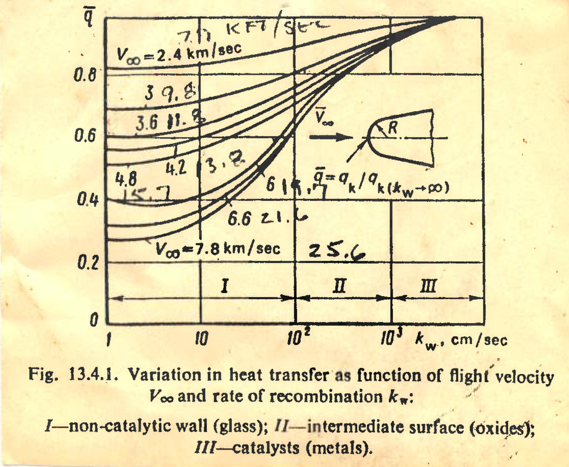 q̄
7.87 KFT/SEC
V∞=2.4 km/sec
0.8
3 9.8
3.6 11.8
V̄∞
0.6
R
4.2 13.8
4.8
15.7
6 19.7
q̄=qk/qk(kw→∞)
0.4
6.6 21.6
V∞=7.8 km/sec
25.6
0.2
I II III
0
1 10 10² 10³ kw, cm/sec
Fig. 13.4.1. Variation in heat transfer as function of flight velocity
V∞ and rate of recombination kw:
I—non-catalytic wall (glass); II—intermediate surface (oxides);
III—catalysts (metals).